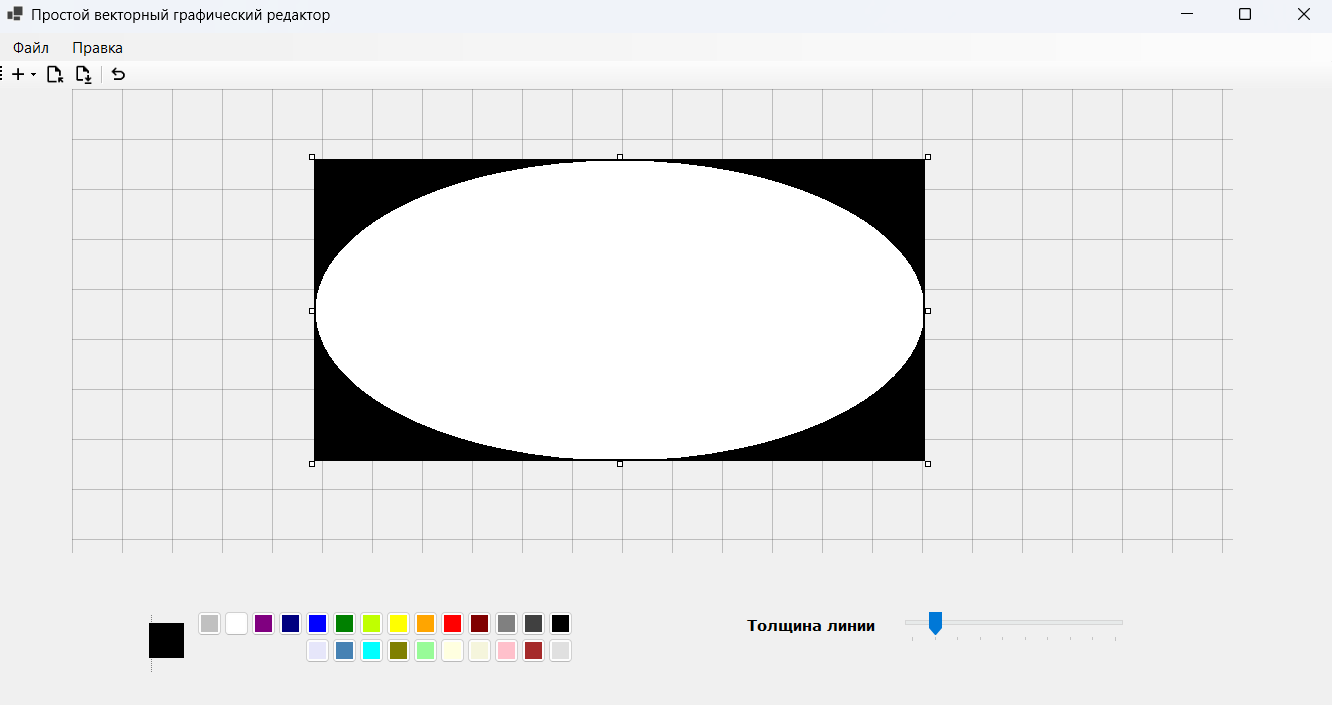 Простой векторный графический редактор
Файл Правка
Толщина линии